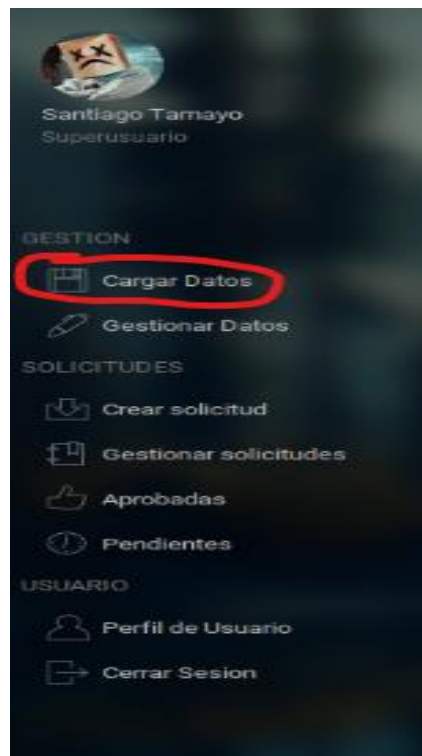 Santiago Tamayo
Superusuario
GESTION
Cargar Datos
Gestionar Datos
SOLICITUDES
Crear solicitud
Gestionar solicitudes
Aprobadas
Pendientes
USUARIO
Perfil de Usuario
Cerrar Sesion